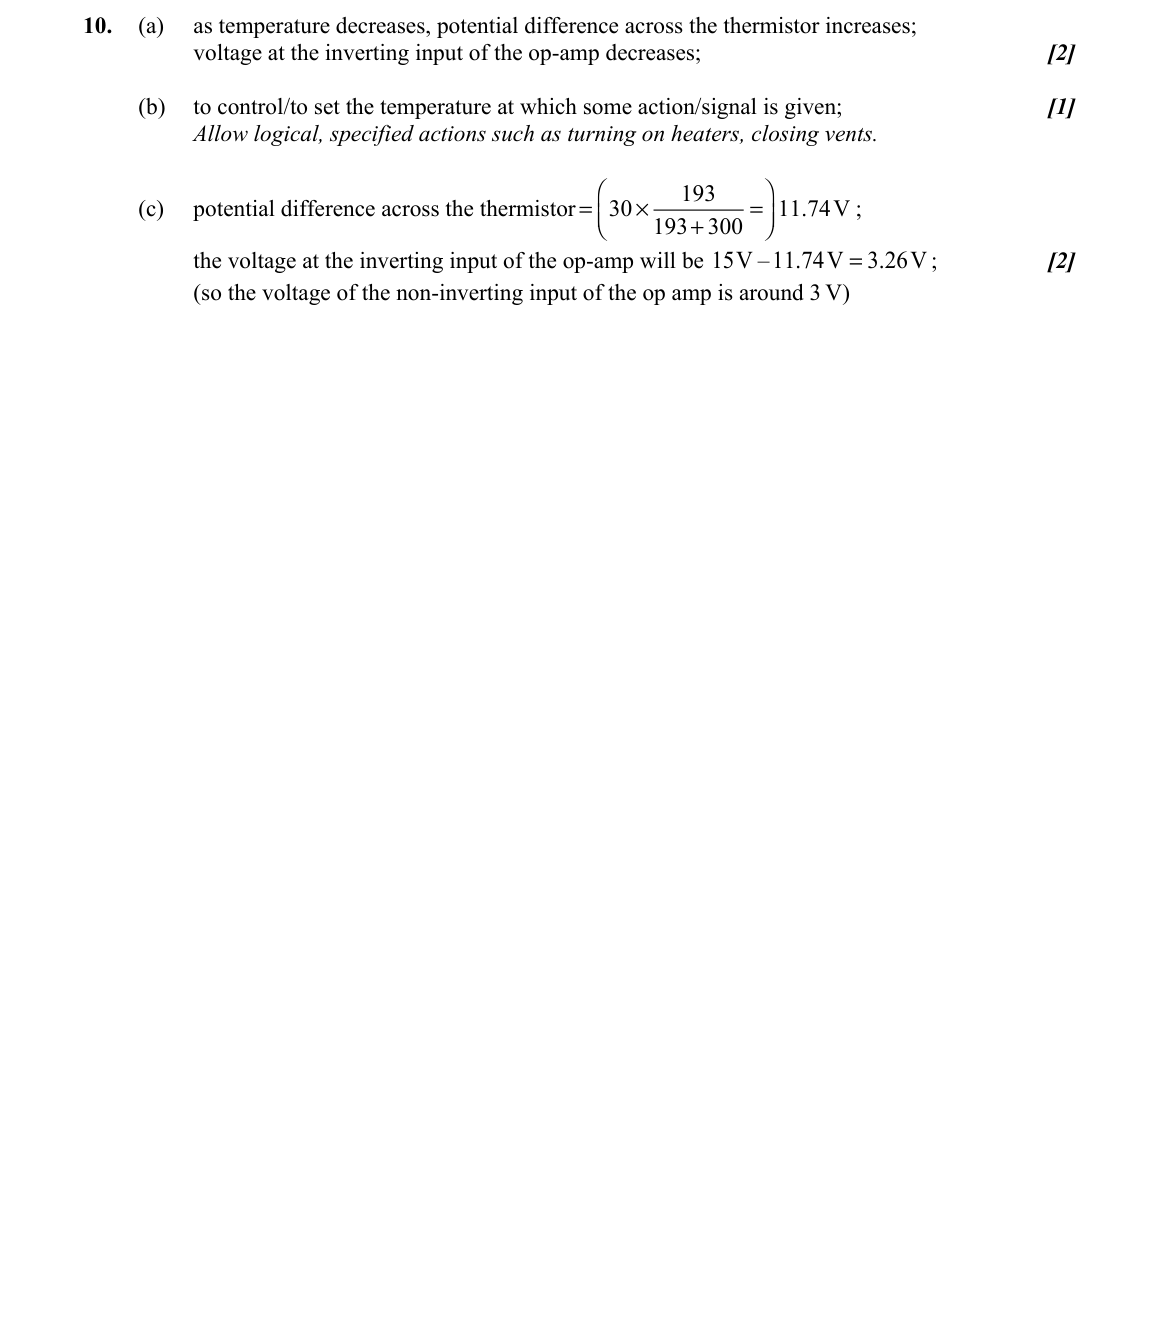 10. (a) as temperature decreases, potential difference across the thermistor increases;
voltage at the inverting input of the op-amp decreases; [2]
(b) to control/to set the temperature at which some action/signal is given; [1]
Allow logical, specified actions such as turning on heaters, closing vents.
(c) potential difference across the thermistor = (30 × 193/(193 + 300) =) 11.74 V ;
the voltage at the inverting input of the op-amp will be 15 V – 11.74 V = 3.26 V ; [2]
(so the voltage of the non-inverting input of the op amp is around 3 V)